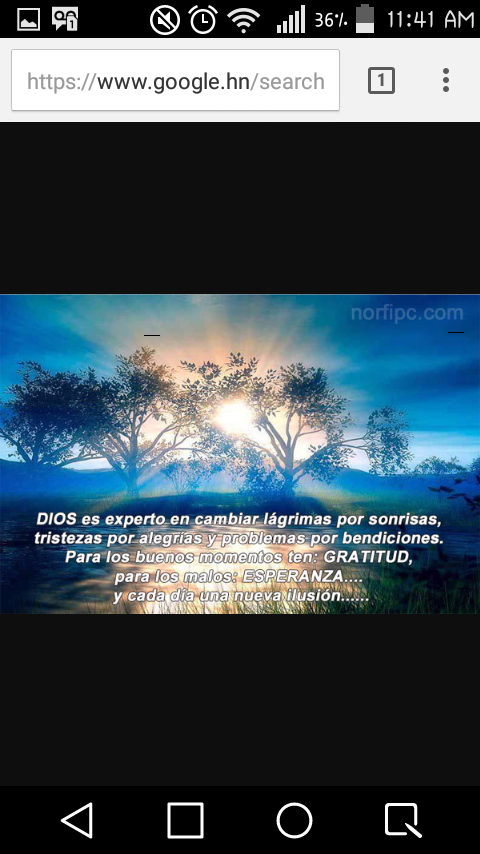 1
36%
11:41 AM
https://www.google.hn/search
1
norfipc.com
DIOS es experto en cambiar lágrimas por sonrisas,
tristezas por alegrías y problemas por bendiciones.
Para los buenos momentos ten: GRATITUD,
para los malos: ESPERANZA....
y cada día una nueva ilusión......